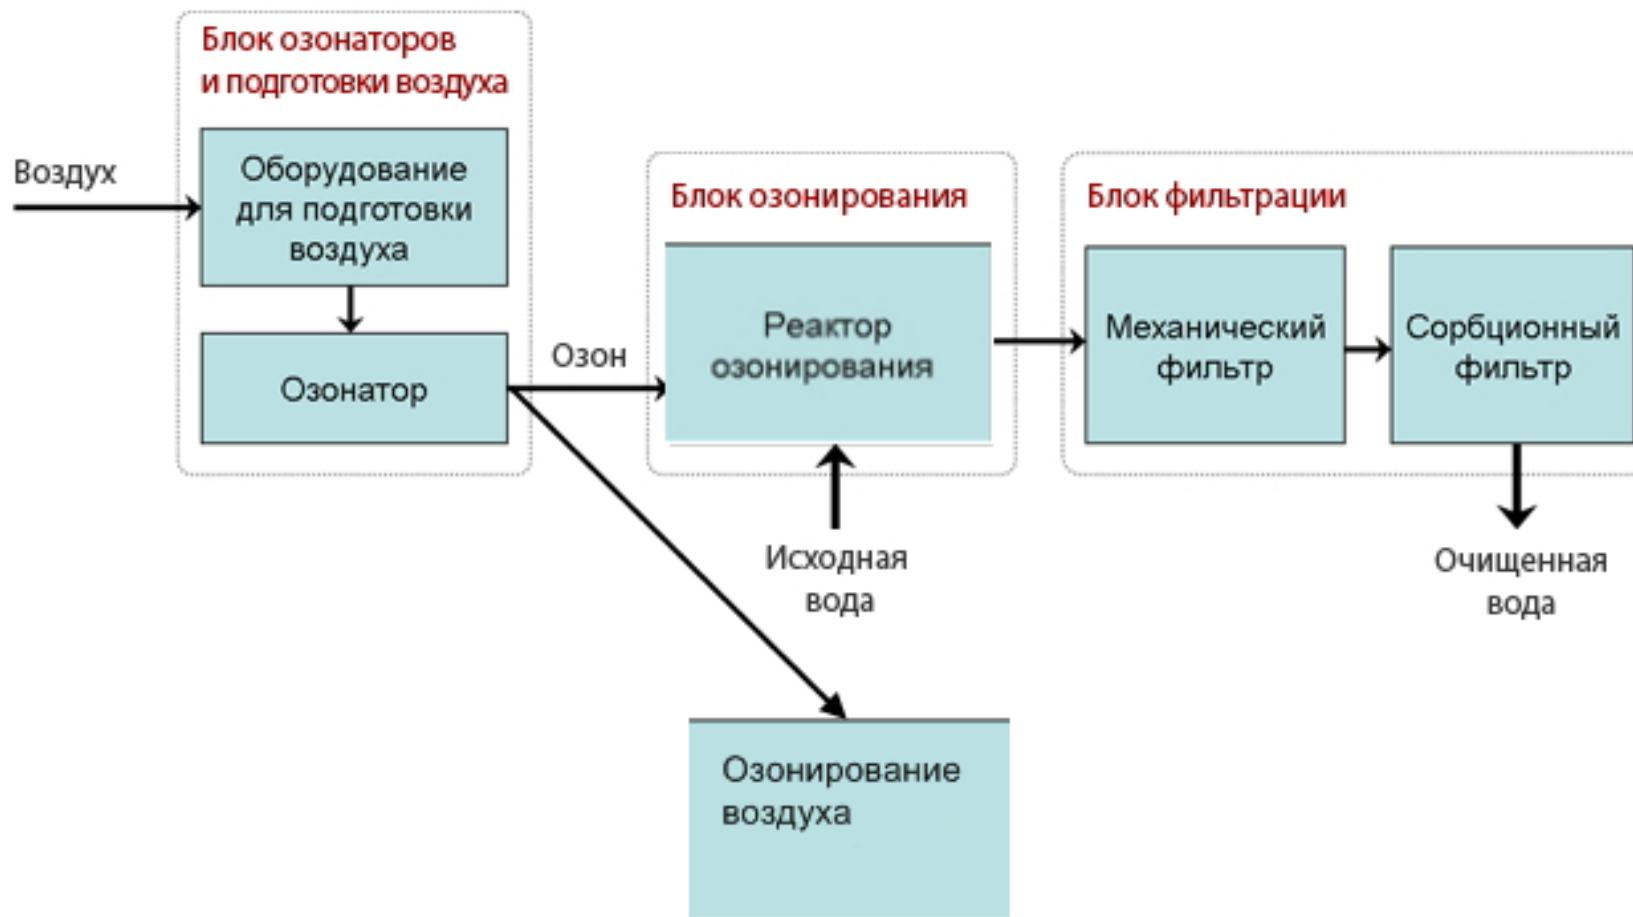 Блок озонаторов
и подготовки воздуха
Воздух
Оборудование
для подготовки
воздуха
Озонатор
Озон
Блок озонирования
Реактор
озонирования
Исходная
вода
Блок фильтрации
Механический
фильтр
Сорбционный
фильтр
Очищенная
вода
Озонирование
воздуха